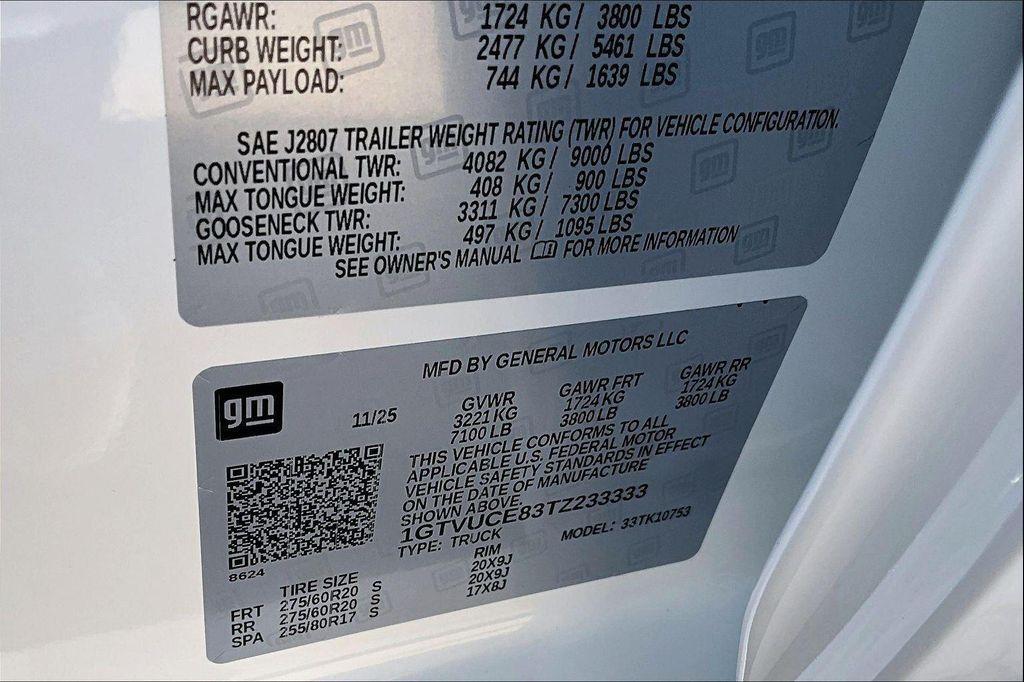 RGAWR: 1724 KG/ 3800 LBS
CURB WEIGHT: 2477 KG/ 5461 LBS
MAX PAYLOAD: 744 KG/ 1639 LBS
SAE J2807 TRAILER WEIGHT RATING (TWR) FOR VEHICLE CONFIGURATION.
CONVENTIONAL TWR: 4082 KG/ 9000 LBS
MAX TONGUE WEIGHT: 408 KG/ 900 LBS
GOOSENECK TWR: 3311 KG/ 7300 LBS
MAX TONGUE WEIGHT: 497 KG/ 1095 LBS
SEE OWNER'S MANUAL FOR MORE INFORMATION
MFD BY GENERAL MOTORS LLC
gm
11/25
GVWR GAWR FRT GAWR RR
3221 KG 1724 KG 1724 KG
7100 LB 3800 LB 3800 LB
THIS VEHICLE CONFORMS TO ALL
APPLICABLE U.S. FEDERAL MOTOR
VEHICLE SAFETY STANDARDS IN EFFECT
ON THE DATE OF MANUFACTURE
SHOWN ABOVE.
1GTVUCE83TZ233333
TYPE: TRUCK MODEL: 33TK10753
8624
TIRE SIZE RIM
FRT 275/60R20 S 20X9J
RR 275/60R20 S 20X9J
SPA 255/80R17 S 17X8J